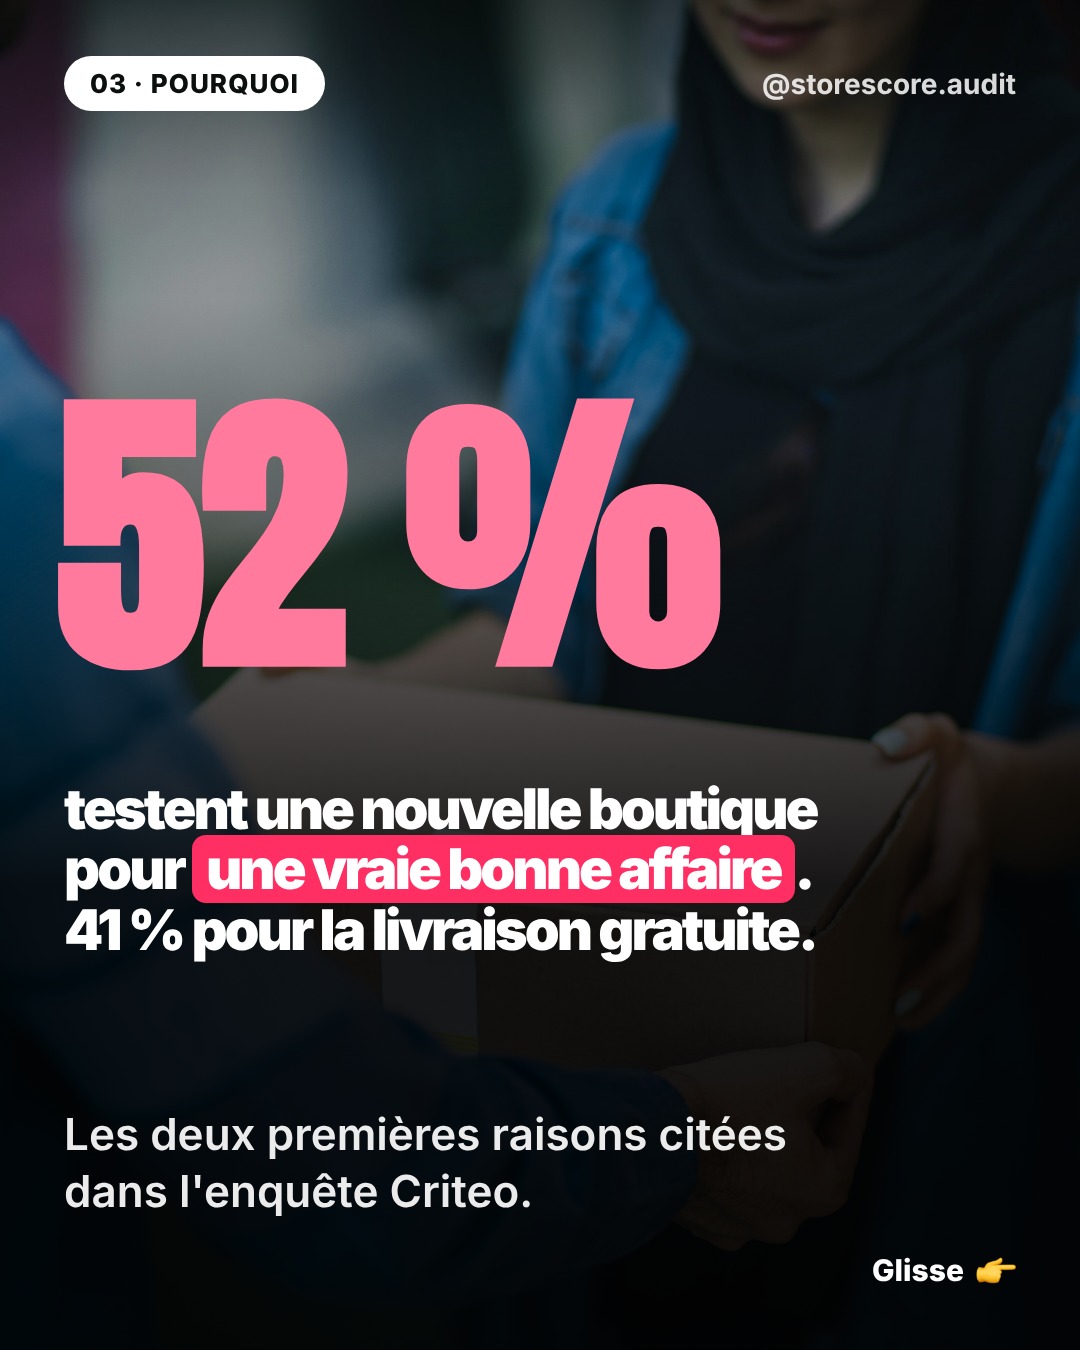 03 · POURQUOI
@storescore.audit
52 %
testent une nouvelle boutique
pour une vraie bonne affaire .
41 % pour la livraison gratuite.
Les deux premières raisons citées
dans l'enquête Criteo.
Glisse 👉